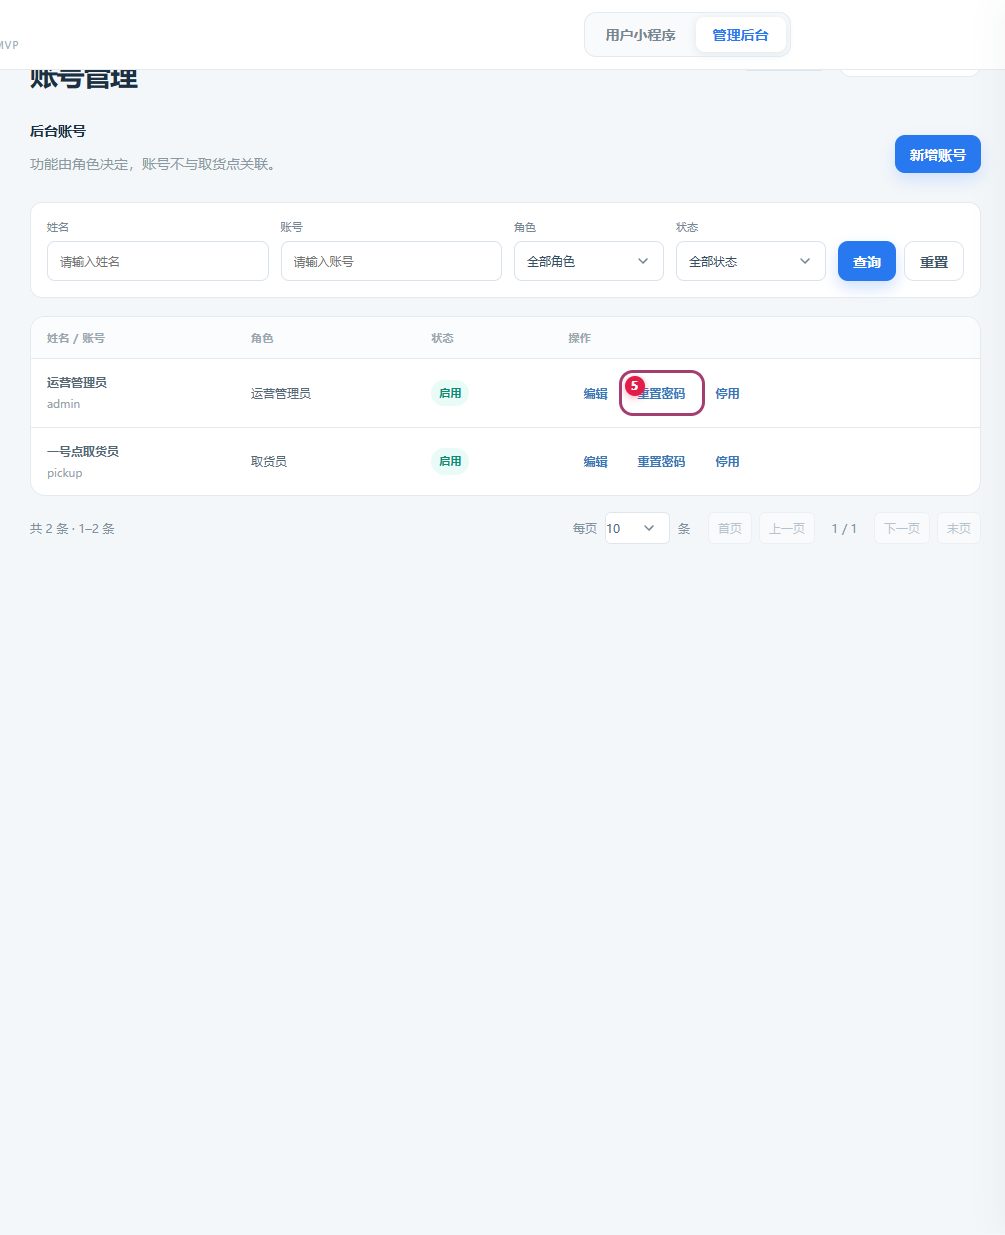 MVP
用户小程序 管理后台
账号管理
后台账号
功能由角色决定，账号不与取货点关联。
新增账号
姓名 账号 角色 状态
请输入姓名 请输入账号 全部角色 全部状态 查询 重置
姓名 / 账号 角色 状态 操作
运营管理员
admin
运营管理员 启用 编辑 5 重置密码 停用
一号点取货员
pickup
取货员 启用 编辑 重置密码 停用
共 2 条 · 1–2 条 每页 10 条 首页 上一页 1 / 1 下一页 末页